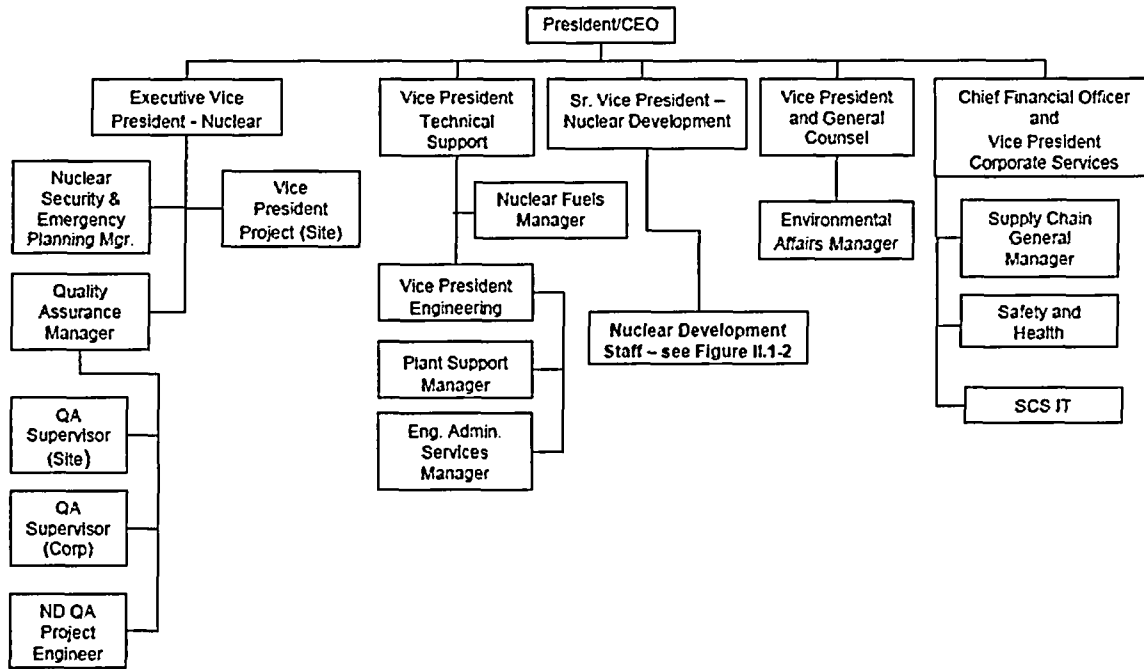 President/CEO
Executive Vice
President - Nuclear
Vice President
Technical
Support
Sr. Vice President –
Nuclear Development
Vice President
and General
Counsel
Chief Financial Officer
and
Vice President
Corporate Services
Nuclear
Security &
Emergency
Planning Mgr.
Vice
President
Project (Site)
Nuclear Fuels
Manager
Environmental
Affairs Manager
Supply Chain
General
Manager
Quality
Assurance
Manager
Vice President
Engineering
Nuclear Development
Staff – see Figure II.1-2
Safety and
Health
Plant Support
Manager
SCS IT
QA
Supervisor
(Site)
Eng. Admin.
Services
Manager
QA
Supervisor
(Corp)
ND QA
Project
Engineer